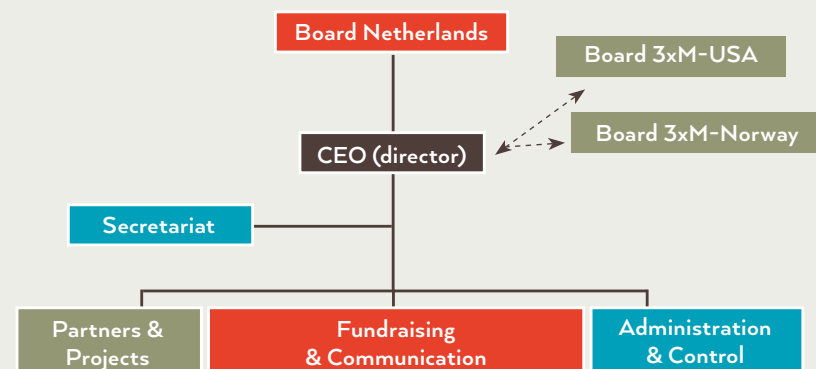 Board Netherlands
Board 3xM-USA
Board 3xM-Norway
CEO (director)
Secretariat
Partners &
Projects
Fundraising
& Communication
Administration
& Control